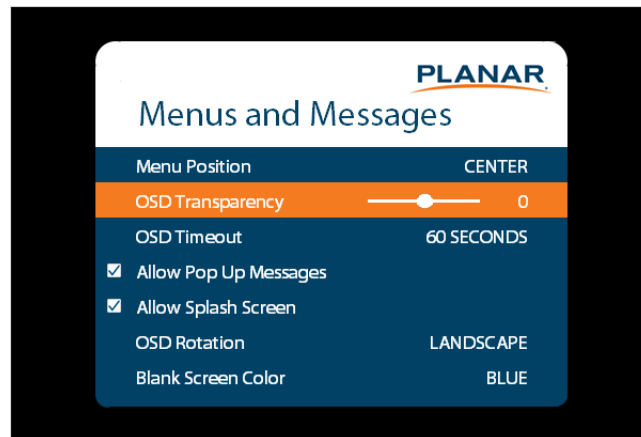 PLANAR
Menus and Messages
Menu Position CENTER
OSD Transparency 0
OSD Timeout 60 SECONDS
Allow Pop Up Messages
Allow Splash Screen
OSD Rotation LANDSCAPE
Blank Screen Color BLUE